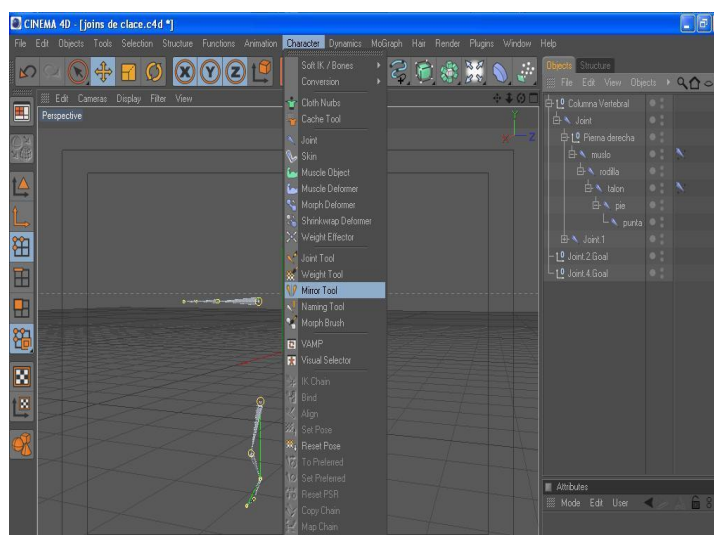 CINEMA 4D - [joins de clace.c4d *]
File Edit Objects Tools Selection Structure Functions Animation Character Dynamics MoGraph Hair Render Plugins Window Help
X Y Z
Edit Cameras Display Filter View
Perspective
Y
X Z
Soft IK / Bones
Conversion
Cloth Nurbs
Cache Tool
Joint
Skin
Muscle Object
Muscle Deformer
Morph Deformer
Shrinkwrap Deformer
Weight Effector
Joint Tool
Weight Tool
Mirror Tool
Naming Tool
Morph Brush
VAMP
Visual Selector
IK Chain
Bind
Align
Set Pose
Reset Pose
To Preferred
Set Preferred
Reset PSR
Copy Chain
Map Chain
Objects Structure
File Edit View Objects
Columna Vertebral
Joint
Pierna derecha
muslo
rodilla
talon
pie
punta
Joint.1
Joint.2.Goal
Joint.4.Goal
Attributes
Mode Edit User